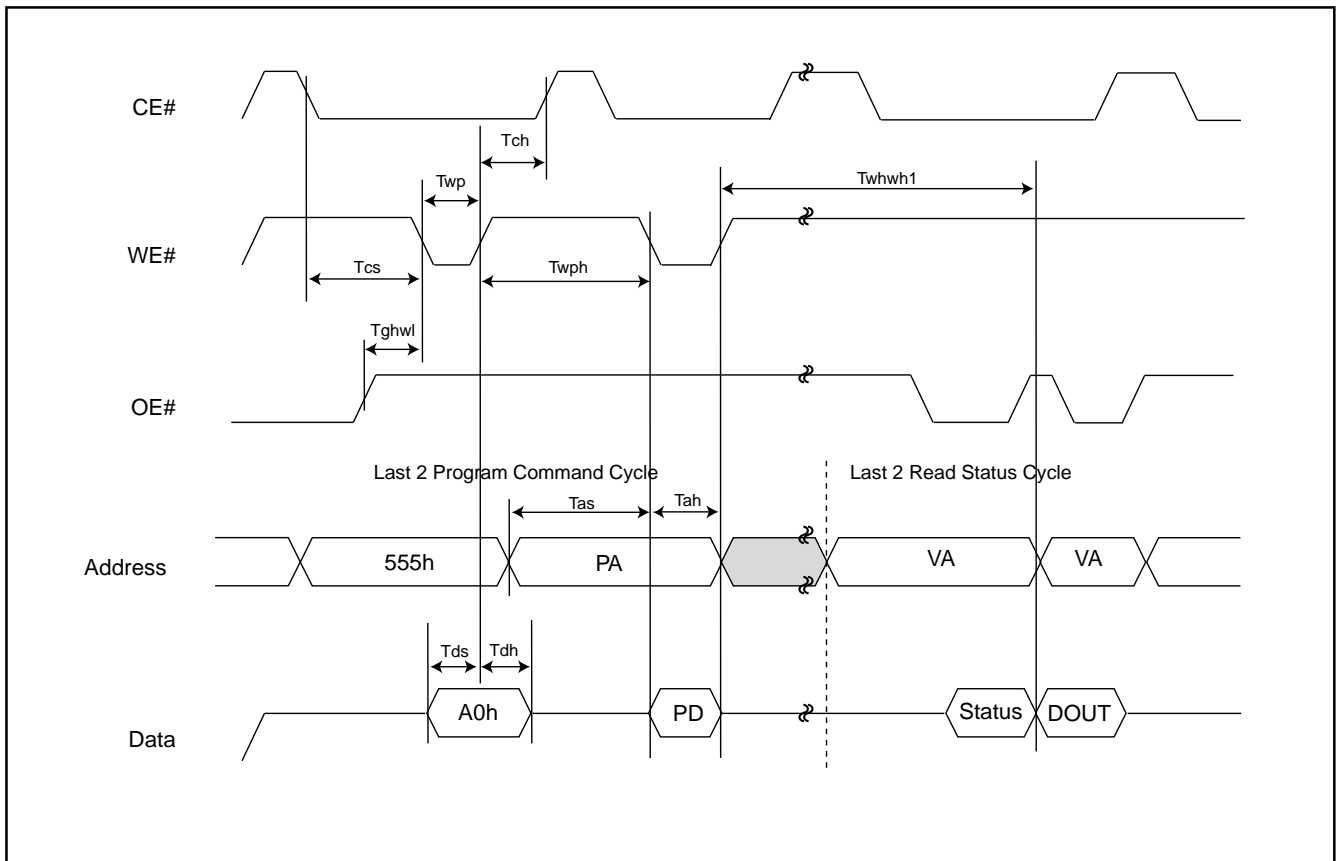 CE#
Tch
Twp
Twhwh1
WE#
Tcs
Twph
Tghwl
OE#
Last 2 Program Command Cycle
Last 2 Read Status Cycle
Tas
Tah
Address
555h
PA
VA
VA
Tds
Tdh
Data
A0h
PD
Status
DOUT